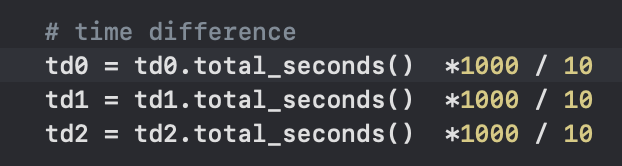 # time difference
td0 = td0.total_seconds()  *1000 / 10
td1 = td1.total_seconds()  *1000 / 10
td2 = td2.total_seconds()  *1000 / 10